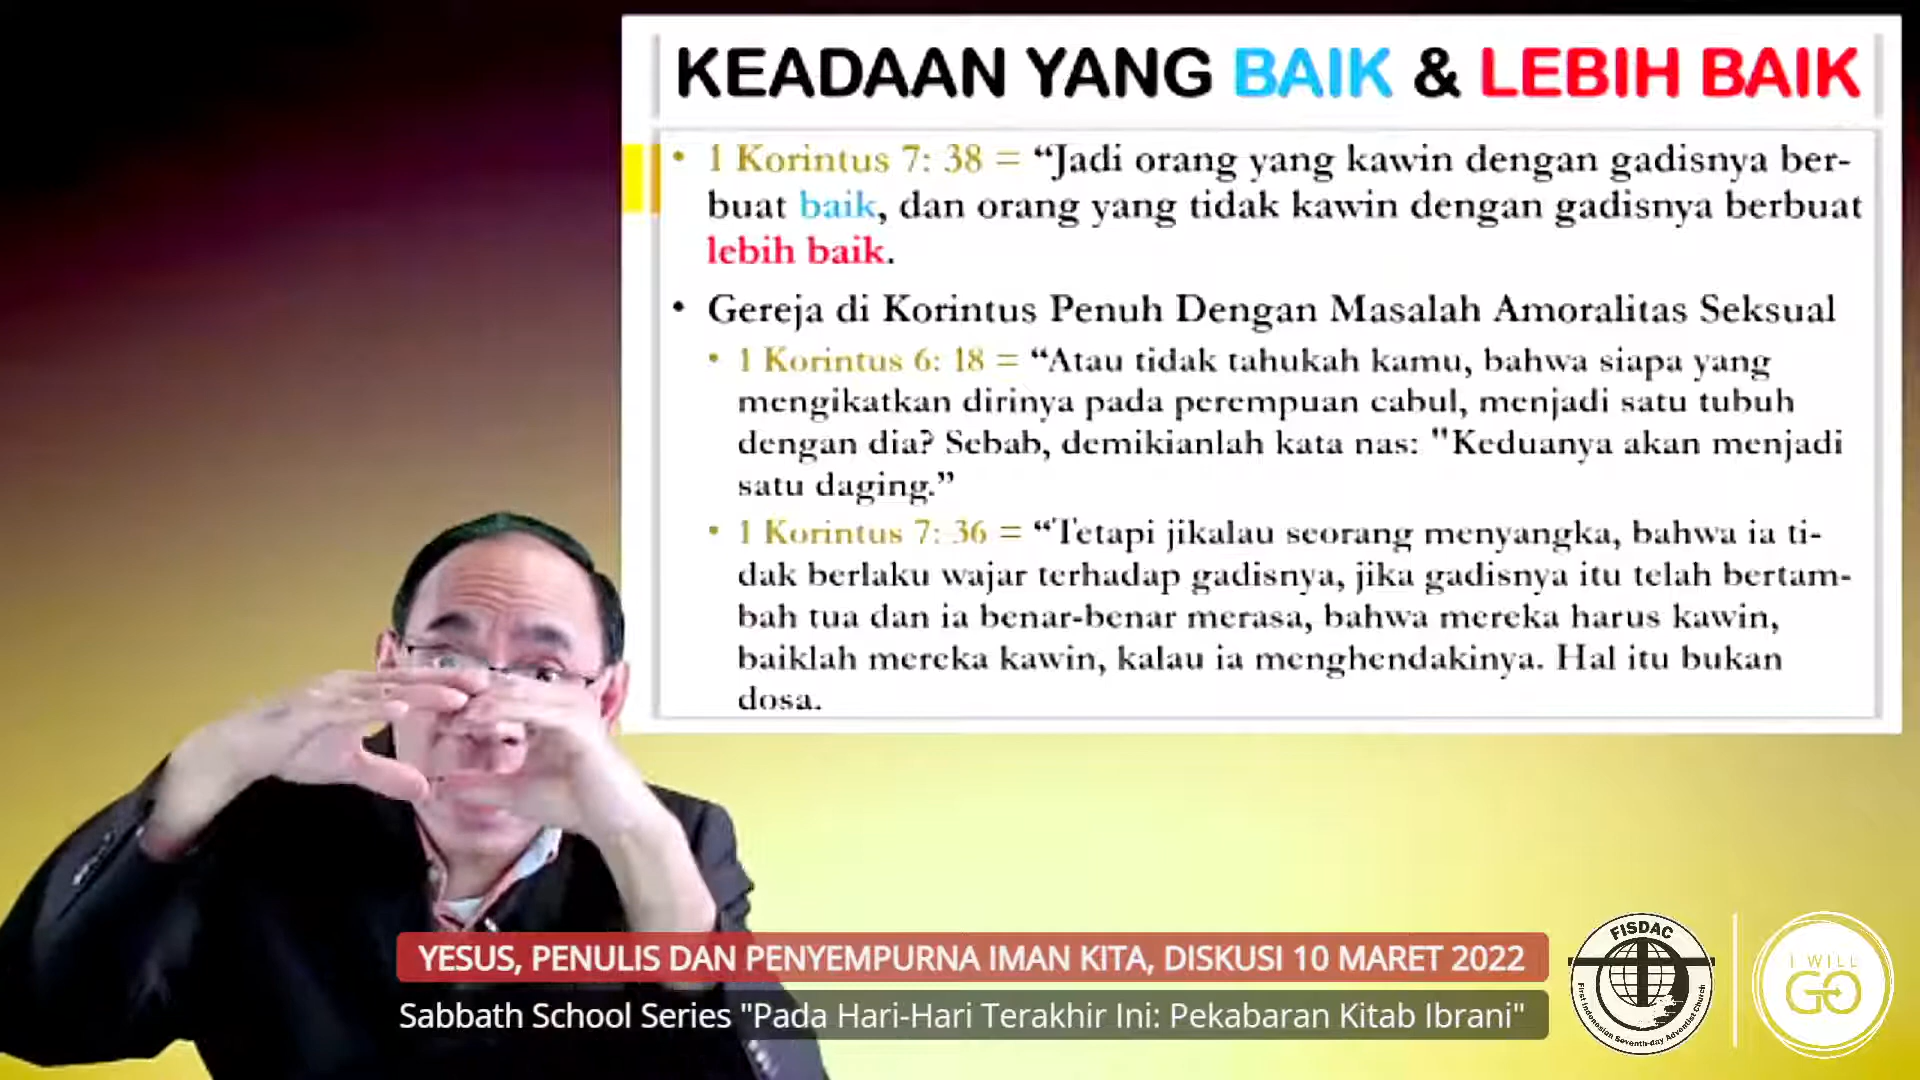 KEADAAN YANG BAIK & LEBIH BAIK
• 1 Korintus 7: 38 = “Jadi orang yang kawin dengan gadisnya ber-
buat baik, dan orang yang tidak kawin dengan gadisnya berbuat
lebih baik.
• Gereja di Korintus Penuh Dengan Masalah Amoralitas Seksual
• 1 Korintus 6: 18 = “Atau tidak tahukah kamu, bahwa siapa yang
mengikatkan dirinya pada perempuan cabul, menjadi satu tubuh
dengan dia? Sebab, demikianlah kata nas: "Keduanya akan menjadi
satu daging.”
• 1 Korintus 7: 36 = “Tetapi jikalau seorang menyangka, bahwa ia ti-
dak berlaku wajar terhadap gadisnya, jika gadisnya itu telah bertam-
bah tua dan ia benar-benar merasa, bahwa mereka harus kawin,
baiklah mereka kawin, kalau ia menghendakinya. Hal itu bukan
dosa.
YESUS, PENULIS DAN PENYEMPURNA IMAN KITA, DISKUSI 10 MARET 2022
Sabbath School Series "Pada Hari-Hari Terakhir Ini: Pekabaran Kitab Ibrani"
FISDAC
First Indonesian Seventh-day Adventist Church
I WILL
GO